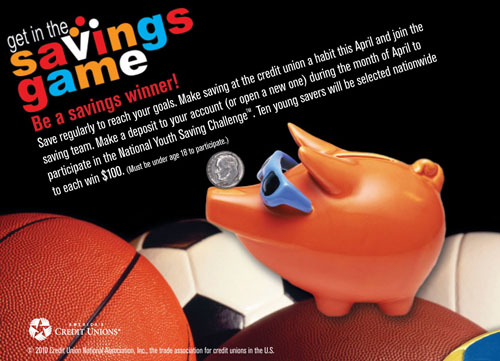 get in the
savings
game
Be a savings winner!
Save regularly to reach your goals. Make saving at the credit union a habit this April and join the
saving team. Make a deposit to your account (or open a new one) during the month of April to
participate in the National Youth Saving Challenge™. Ten young savers will be selected nationwide
to each win $100. (Must be under age 18 to participate.)
AMERICA'S
CREDIT UNIONS™
© 2010 Credit Union National Association, Inc., the trade association for credit unions in the U.S.